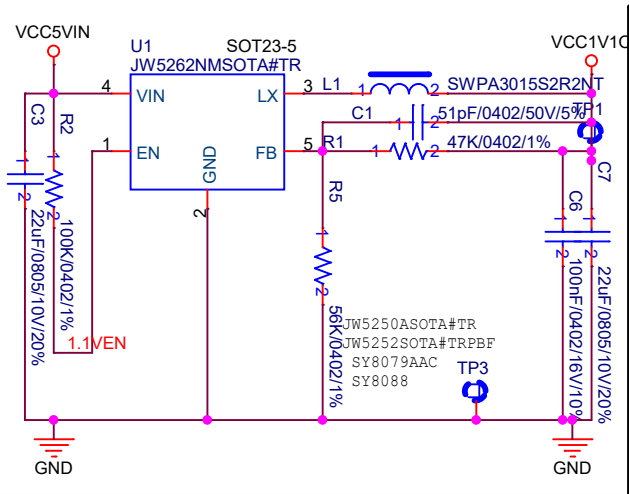 VCC5VIN
VCC1V1
U1
SOT23-5
JW5262NMSOTA#TR
4
VIN
LX
3
L1
1
2
SWPA3015S2R2NT
C1
1
2
51pF/0402/50V/5%
TP1
1
EN
GND
FB
5
R1
1
2
47K/0402/1%
2
C3
1
2
22uF/0805/10V/20%
R2
1
2
100K/0402/1%
1.1VEN
R5
1
2
56K/0402/1%
JW5250ASOTA#TR
JW5252SOTA#TRPBF
SY8079AAC
SY8088
TP3
C6
1
2
100nF/0402/16V/10%
C7
1
2
22uF/0805/10V/20%
GND
GND